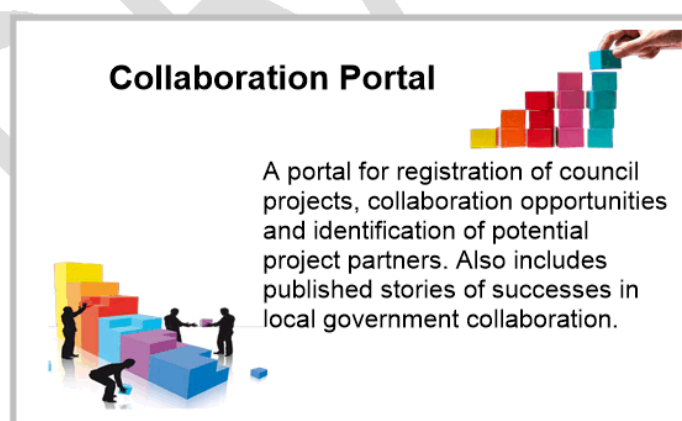 Collaboration Portal
A portal for registration of council
projects, collaboration opportunities
and identification of potential
project partners. Also includes
published stories of successes in
local government collaboration.